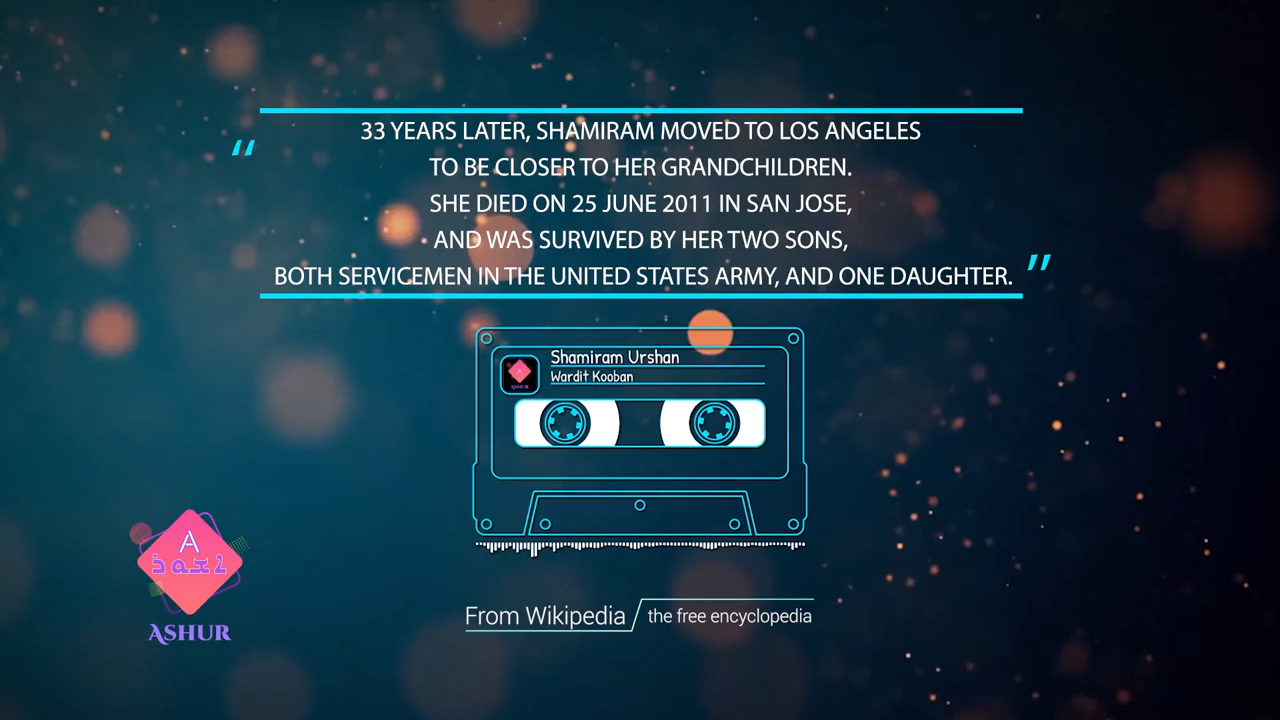 “
33 YEARS LATER, SHAMIRAM MOVED TO LOS ANGELES
TO BE CLOSER TO HER GRANDCHILDREN.
SHE DIED ON 25 JUNE 2011 IN SAN JOSE,
AND WAS SURVIVED BY HER TWO SONS,
BOTH SERVICEMEN IN THE UNITED STATES ARMY, AND ONE DAUGHTER.
”
Shamiram Urshan
Wardit Kooban
ASHUR
A
ASHUR
From Wikipedia / the free encyclopedia